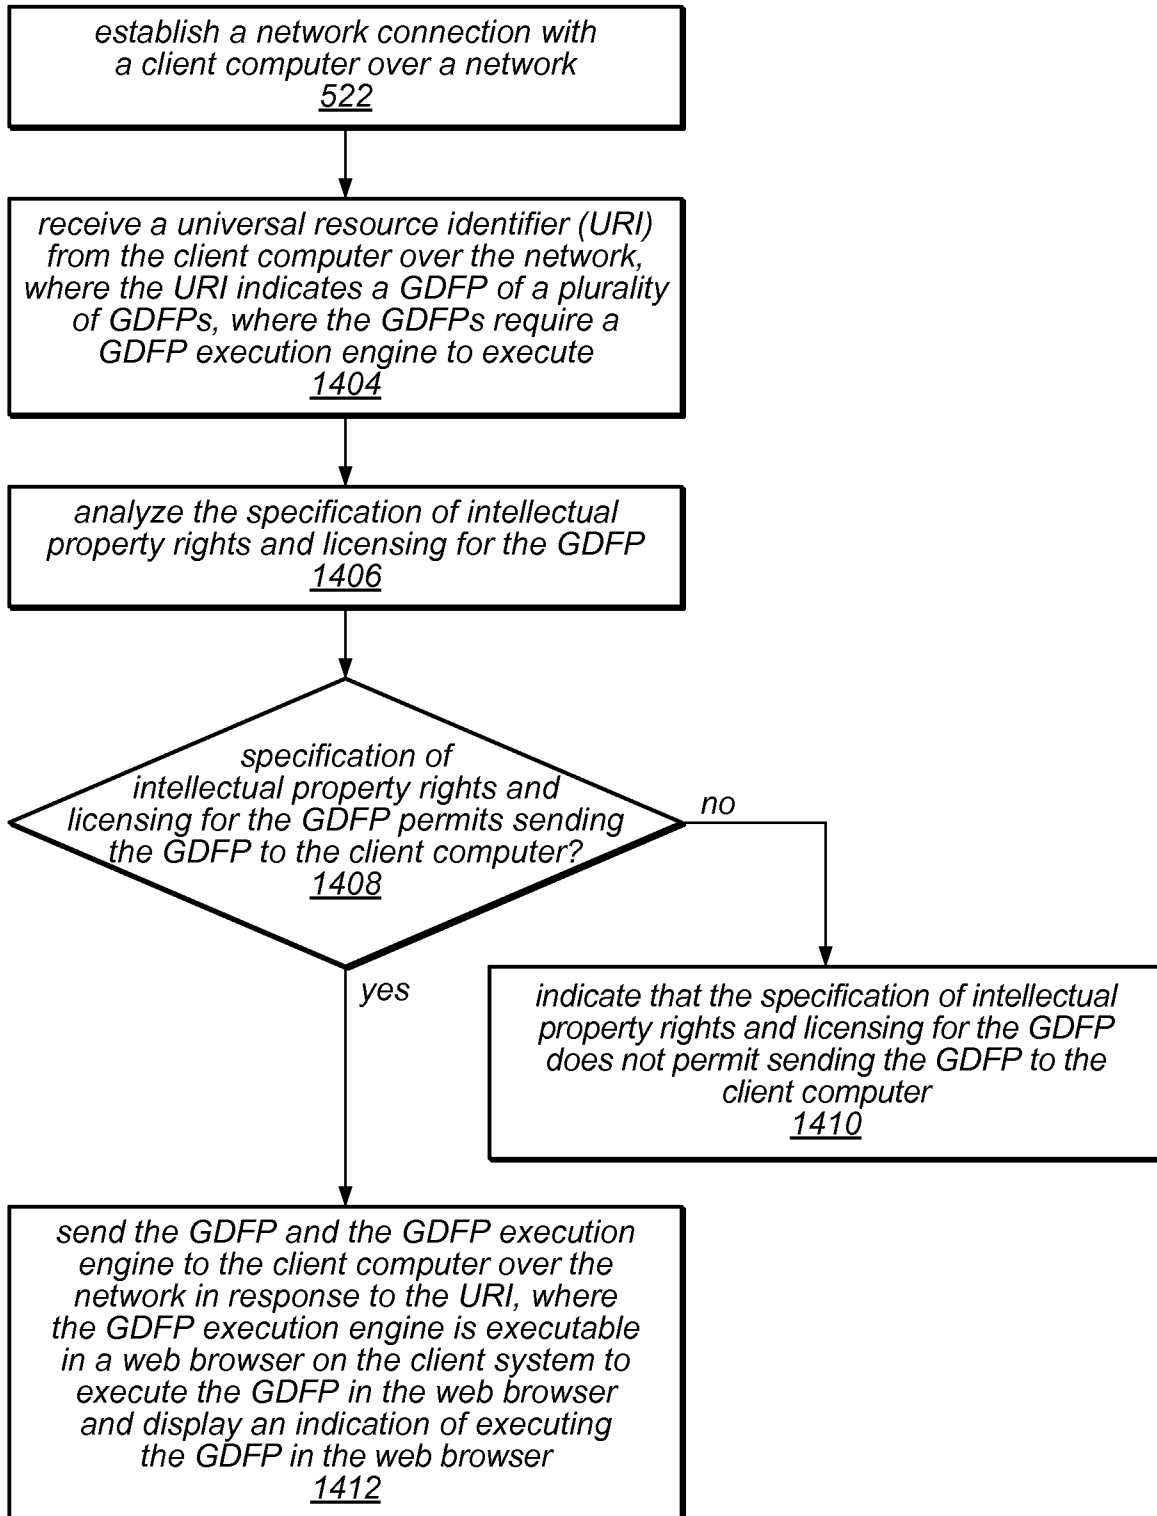 establish a network connection with
a client computer over a network
522
receive a universal resource identifier (URI)
from the client computer over the network,
where the URI indicates a GDFP of a plurality
of GDFPs, where the GDFPs require a
GDFP execution engine to execute
1404
analyze the specification of intellectual
property rights and licensing for the GDFP
1406
specification of
intellectual property rights and
licensing for the GDFP permits sending
the GDFP to the client computer?
1408
no
yes
indicate that the specification of intellectual
property rights and licensing for the GDFP
does not permit sending the GDFP to the
client computer
1410
send the GDFP and the GDFP execution
engine to the client computer over the
network in response to the URI, where
the GDFP execution engine is executable
in a web browser on the client system to
execute the GDFP in the web browser
and display an indication of executing
the GDFP in the web browser
1412